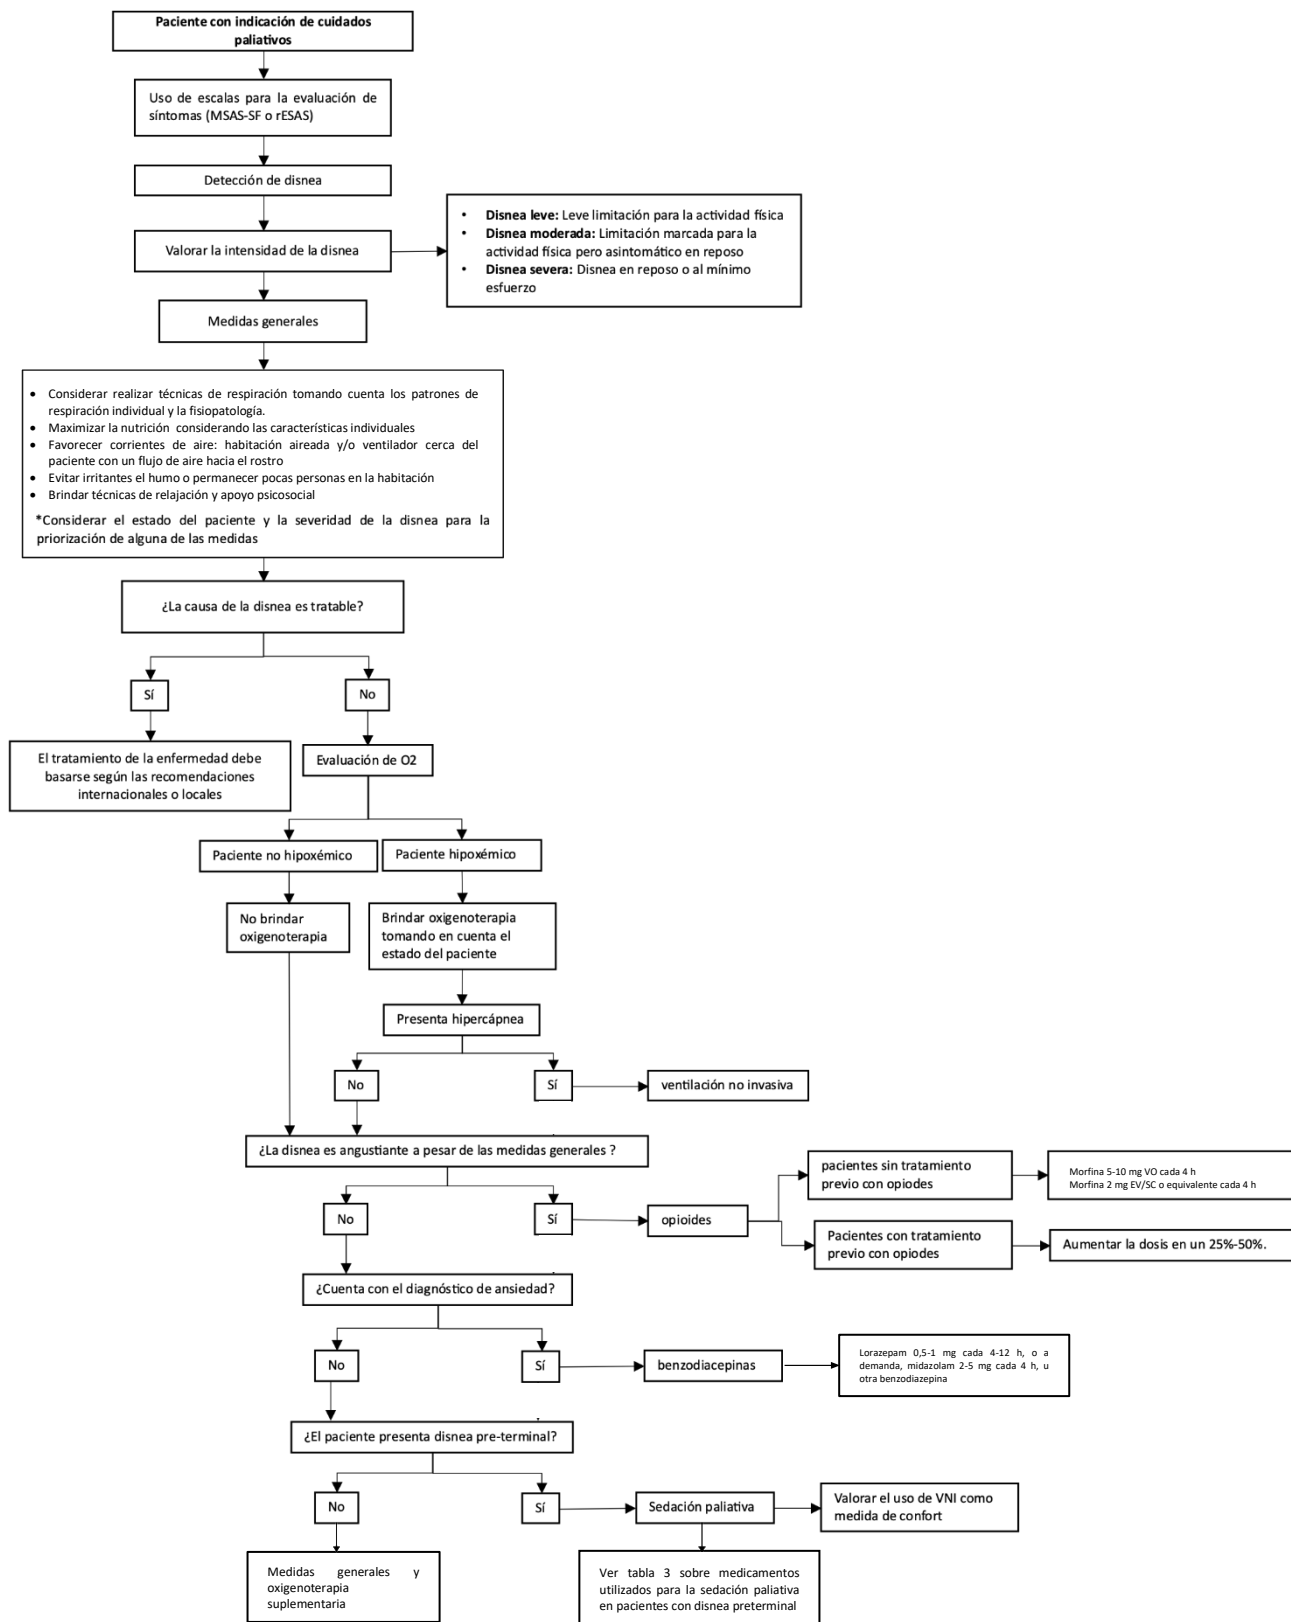 Paciente con indicación de cuidados
paliativos
Uso de escalas para la evaluación de
síntomas (MSAS-SF o rESAS)
Detección de disnea
Valorar la intensidad de la disnea
• Disnea leve: Leve limitación para la actividad física
• Disnea moderada: Limitación marcada para la
actividad física pero asintomático en reposo
• Disnea severa: Disnea en reposo o al mínimo
esfuerzo
Medidas generales
• Considerar realizar técnicas de respiración tomando cuenta los patrones de
respiración individual y la fisiopatología.
• Maximizar la nutrición considerando las características individuales
• Favorecer corrientes de aire: habitación aireada y/o ventilador cerca del
paciente con un flujo de aire hacia el rostro
• Evitar irritantes el humo o permanecer pocas personas en la habitación
• Brindar técnicas de relajación y apoyo psicosocial
*Considerar el estado del paciente y la severidad de la disnea para la
priorización de alguna de las medidas
¿La causa de la disnea es tratable?
Sí
No
El tratamiento de la enfermedad debe
basarse según las recomendaciones
internacionales o locales
Evaluación de O2
Paciente no hipoxémico
Paciente hipoxémico
No brindar
oxigenoterapia
Brindar oxigenoterapia
tomando en cuenta el
estado del paciente
Presenta hipercápnea
No
Sí
ventilación no invasiva
¿La disnea es angustiante a pesar de las medidas generales ?
No
Sí
opioides
pacientes sin tratamiento
previo con opiodes
Morfina 5-10 mg VO cada 4 h
Morfina 2 mg EV/SC o equivalente cada 4 h
Pacientes con tratamiento
previo con opiodes
Aumentar la dosis en un 25%-50%.
¿Cuenta con el diagnóstico de ansiedad?
No
Sí
benzodiacepinas
Lorazepam 0,5-1 mg cada 4-12 h, o a
demanda, midazolam 2-5 mg cada 4 h, u
otra benzodiazepina
¿El paciente presenta disnea pre-terminal?
No
Sí
Sedación paliativa
Valorar el uso de VNI como
medida de confort
Medidas generales y
oxigenoterapia
suplementaria
Ver tabla 3 sobre medicamentos
utilizados para la sedación paliativa
en pacientes con disnea preterminal